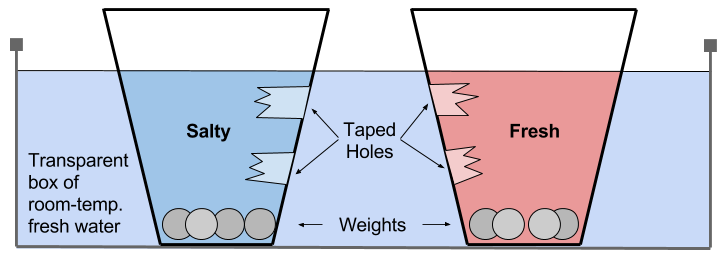 Salty
Taped
Holes
Fresh
Transparent
box of
room-temp.
fresh water
Weights